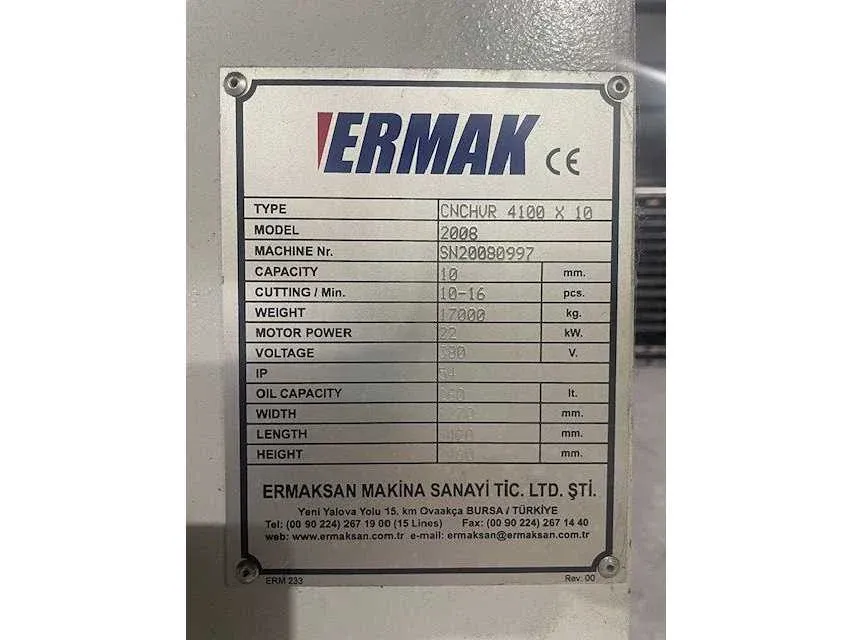 ERMAK CE
TYPE CNCHVR 4100 X 10
MODEL 2008
MACHINE Nr. SN20080997
CAPACITY 10 mm.
CUTTING / Min. 10-16 pcs.
WEIGHT 17000 kg.
MOTOR POWER 22 kW.
VOLTAGE 380 V.
IP 54
OIL CAPACITY lt.
WIDTH mm.
LENGTH mm.
HEIGHT mm.
ERMAKSAN MAKİNA SANAYİ TİC. LTD. ŞTİ.
Yeni Yalova Yolu 15. km Ovaakça BURSA / TÜRKİYE
Tel: (00 90 224) 267 19 00 (15 Lines) Fax: (00 90 224) 267 14 40
web: www.ermaksan.com.tr e-mail: ermaksan@ermaksan.com.tr
ERM 233 Rev: 00